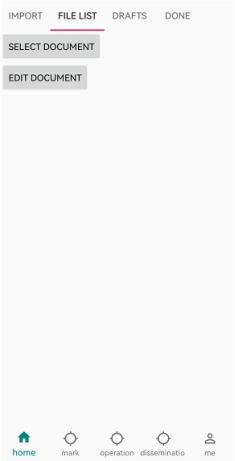 IMPORT FILE LIST DRAFTS DONE
SELECT DOCUMENT
EDIT DOCUMENT
home mark operation disseminatio me